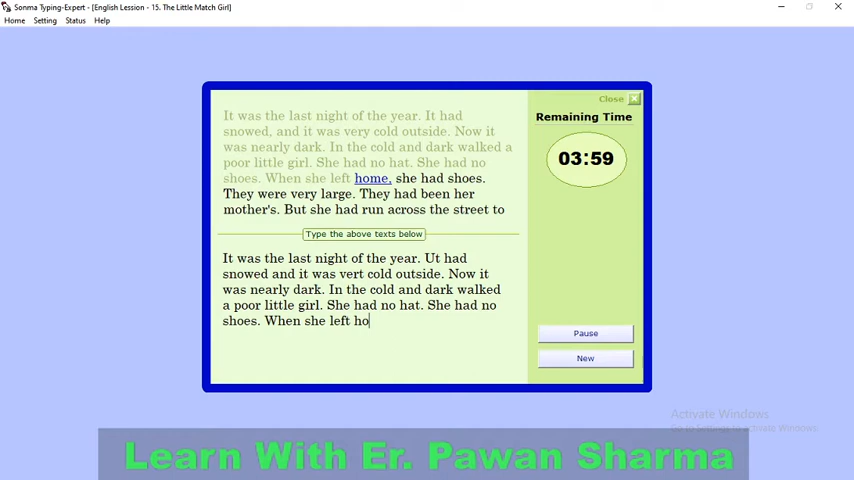 Sonma Typing-Expert - [English Lession - 15. The Little Match Girl]
Home Setting Status Help
Close
Remaining Time
03:59
It was the last night of the year. It had
snowed, and it was very cold outside. Now it
was nearly dark. In the cold and dark walked a
poor little girl. She had no hat. She had no
shoes. When she left home, she had shoes.
They were very large. They had been her
mother's. But she had run across the street to
Type the above texts below
It was the last night of the year. Ut had
snowed and it was vert cold outside. Now it
was nearly dark. In the cold and dark walked
a poor little girl. She had no hat. She had no
shoes. When she left ho
Pause
New
Activate Windows
Go to Settings to activate Windows.
Learn With Er. Pawan Sharma